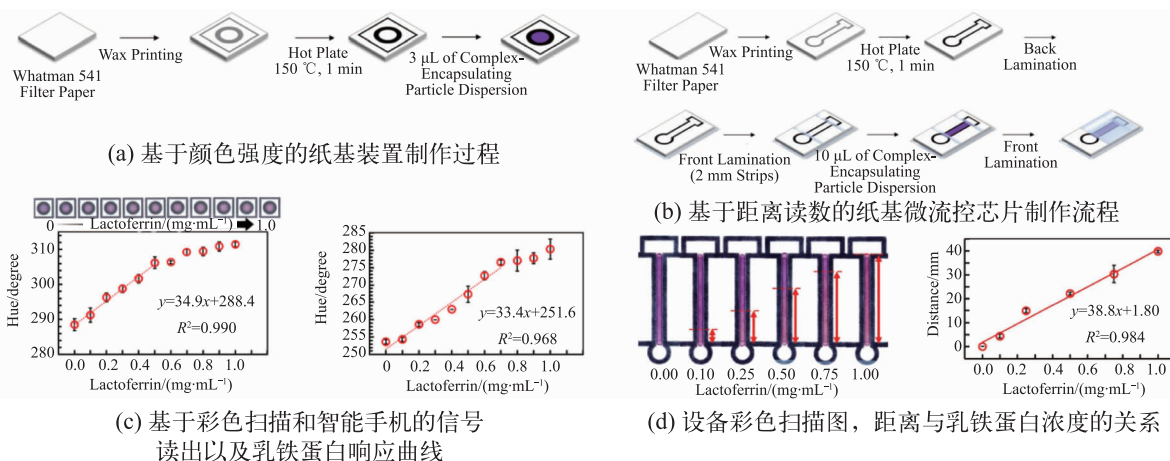 Whatman 541
Filter Paper
Wax Printing
Hot Plate
150 ℃, 1 min
3 μL of Complex-
Encapsulating
Particle Dispersion
(a) 基于颜色强度的纸基装置制作过程
Whatman 541
Filter Paper
Wax Printing
Hot Plate
150 ℃, 1 min
Back
Lamination
Front Lamination
(2 mm Strips)
10 μL of Complex-
Encapsulating
Particle Dispersion
Front
Lamination
(b) 基于距离读数的纸基微流控芯片制作流程
0 Lactoferrin/(mg·mL⁻¹) 1.0
Hue/degree
310
300
290
280
y=34.9x+288.4
R²=0.990
0.0 0.2 0.4 0.6 0.8 1.0
Lactoferrin/(mg·mL⁻¹)
Hue/degree
285
280
275
270
265
260
255
250
y=33.4x+251.6
R²=0.968
0.0 0.2 0.4 0.6 0.8 1.0
Lactoferrin/(mg·mL⁻¹)
(c) 基于彩色扫描和智能手机的信号
读出以及乳铁蛋白响应曲线
0.00 0.10 0.25 0.50 0.75 1.00
Lactoferrin/(mg·mL⁻¹)
Distance/mm
40
30
20
10
0
y=38.8x+1.80
R²=0.984
0.0 0.2 0.4 0.6 0.8 1.0
Lactoferrin/(mg·mL⁻¹)
(d) 设备彩色扫描图，距离与乳铁蛋白浓度的关系